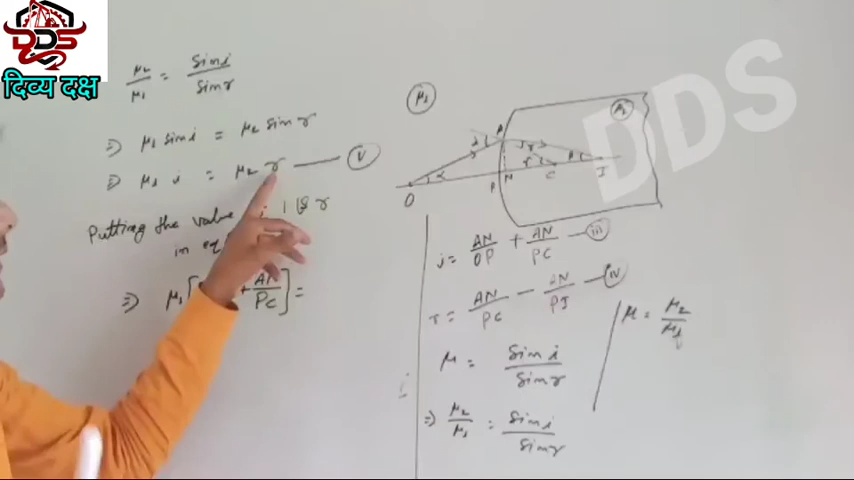 DDS
दिव्य दक्ष
DDS
μ₂/μ₁ = Sin i / Sin r
⇒ μ₁ Sin i = μ₂ Sin r
⇒ μ₁ i = μ₂ r —— (V)
Putting the value i & r
in eq
⇒ μ₁ [ + AN/PC ] =
μ₁
μ₂
A
α
i
r
O
P
N
C
I
i = AN/OP + AN/PC —(iii)
r = AN/PC − AN/PI —(iv)
μ = Sin i / Sin r
⇒ μ₂/μ₁ = Sin i / Sin r
μ = μ₂/μ₁